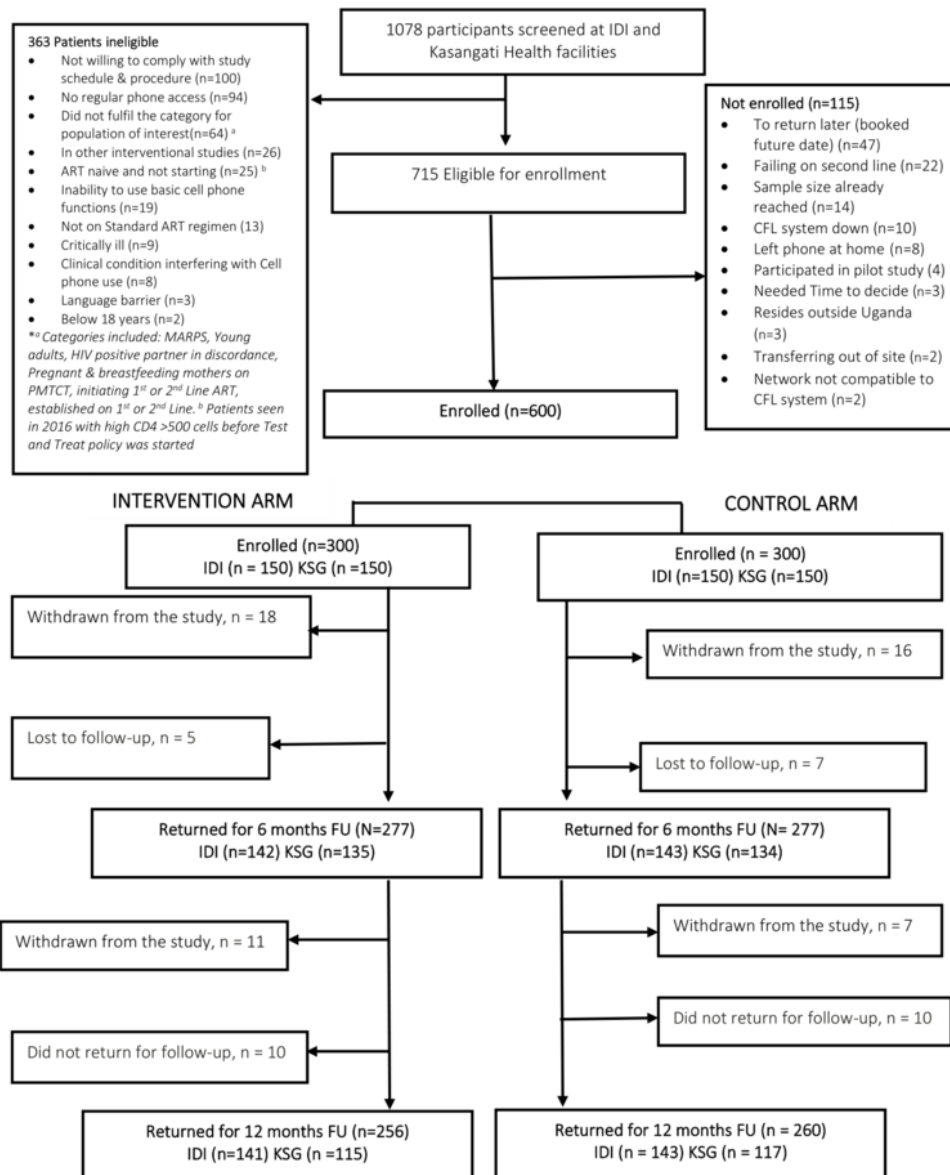 1078 participants screened at IDI and
Kasangati Health facilities
363 Patients ineligible
• Not willing to comply with study
schedule & procedure (n=100)
• No regular phone access (n=94)
• Did not fulfil the category for
population of interest(n=64) ᵃ
• In other interventional studies (n=26)
• ART naive and not starting (n=25) ᵇ
• Inability to use basic cell phone
functions (n=19)
• Not on Standard ART regimen (13)
• Critically ill (n=9)
• Clinical condition interfering with Cell
phone use (n=8)
• Language barrier (n=3)
• Below 18 years (n=2)
*ᵃ Categories included: MARPS, Young
adults, HIV positive partner in discordance,
Pregnant & breastfeeding mothers on
PMTCT, initiating 1st or 2nd Line ART,
established on 1st or 2nd Line. ᵇ Patients seen
in 2016 with high CD4 >500 cells before Test
and Treat policy was started
715 Eligible for enrollment
Not enrolled (n=115)
• To return later (booked
future date) (n=47)
• Failing on second line (n=22)
• Sample size already
reached (n=14)
• CFL system down (n=10)
• Left phone at home (n=8)
• Participated in pilot study (4)
• Needed Time to decide (n=3)
• Resides outside Uganda
(n=3)
• Transferring out of site (n=2)
• Network not compatible to
CFL system (n=2)
Enrolled (n=600)
INTERVENTION ARM
CONTROL ARM
Enrolled (n=300)
IDI (n = 150) KSG (n =150)
Enrolled (n = 300)
IDI (n=150) KSG (n=150)
Withdrawn from the study, n = 18
Withdrawn from the study, n = 16
Lost to follow-up, n = 5
Lost to follow-up, n = 7
Returned for 6 months FU (N=277)
IDI (n=142) KSG (n=135)
Returned for 6 months FU (N= 277)
IDI (n=143) KSG (n=134)
Withdrawn from the study, n = 11
Withdrawn from the study, n = 7
Did not return for follow-up, n = 10
Did not return for follow-up, n = 10
Returned for 12 months FU (n=256)
IDI (n=141) KSG (n =115)
Returned for 12 months FU (n = 260)
IDI (n = 143) KSG (n = 117)